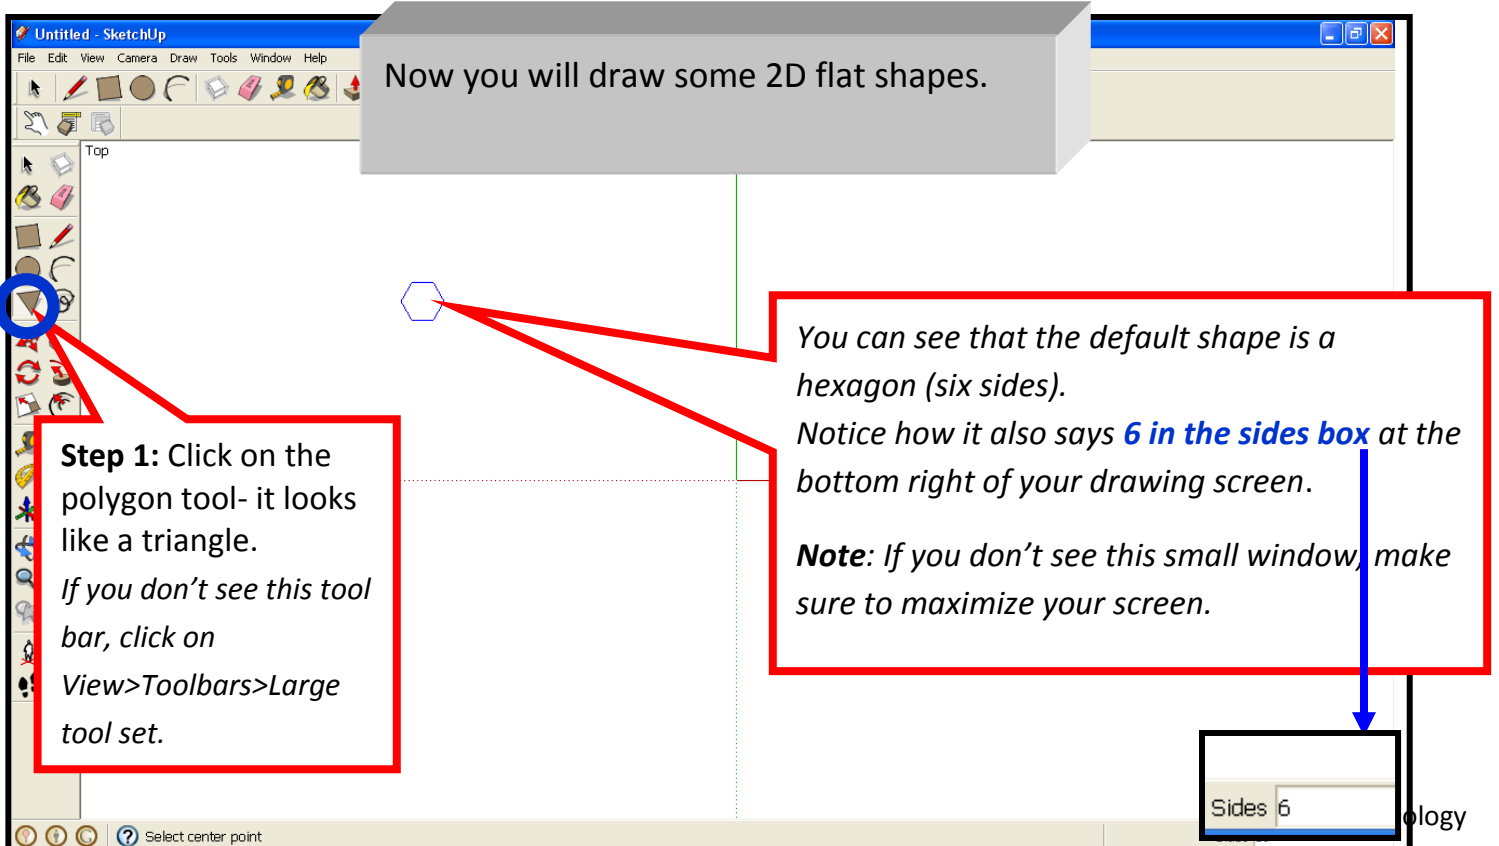 Untitled - SketchUp
File Edit View Camera Draw Tools Window Help
Now you will draw some 2D flat shapes.
Top
You can see that the default shape is a
hexagon (six sides).
Notice how it also says 6 in the sides box at the
bottom right of your drawing screen.
Note: If you don't see this small window, make
sure to maximize your screen.
Step 1: Click on the
polygon tool- it looks
like a triangle.
If you don't see this tool
bar, click on
View>Toolbars>Large
tool set.
Sides 6
ology
Select center point